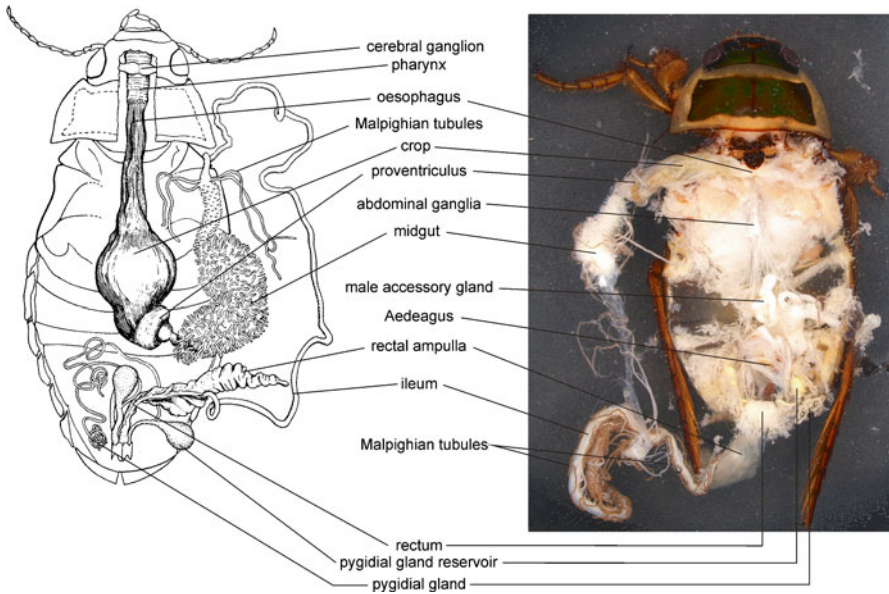 cerebral ganglion
pharynx
oesophagus
Malpighian tubules
crop
proventriculus
abdominal ganglia
midgut
male accessory gland
Aedeagus
rectal ampulla
ileum
Malpighian tubules
rectum
pygidial gland reservoir
pygidial gland